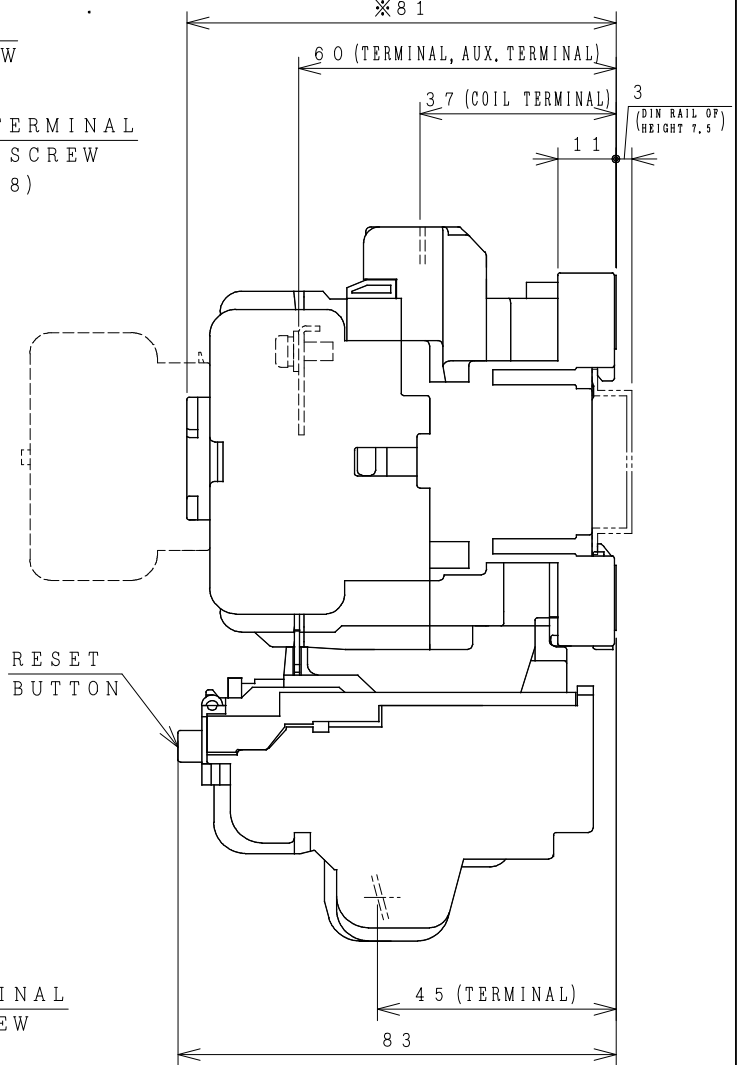 ※81
W
60 (TERMINAL, AUX. TERMINAL)
37 (COIL TERMINAL)
3
(DIN RAIL OF
HEIGHT 7.5)
11
TERMINAL
SCREW
8)
RESET
BUTTON
INAL
EW
45 (TERMINAL)
83